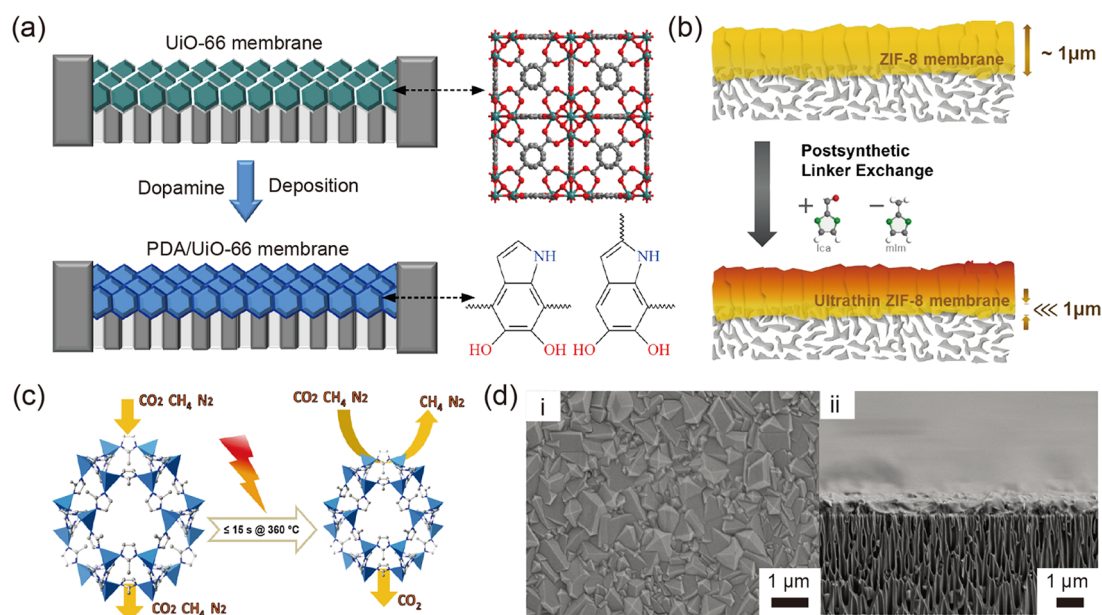 (a)
UiO-66 membrane
Dopamine
Deposition
PDA/UiO-66 membrane
NH
NH
HO
OH
HO
OH
(b)
ZIF-8 membrane
~ 1μm
Postsynthetic
Linker Exchange
+
−
Ica
mIm
Ultrathin ZIF-8 membrane
<<< 1μm
(c)
CO2 CH4 N2
CO2 CH4 N2
CH4 N2
≤ 15 s @ 360 °C
CO2 CH4 N2
CO2
(d)
i
ii
1 μm
1 μm